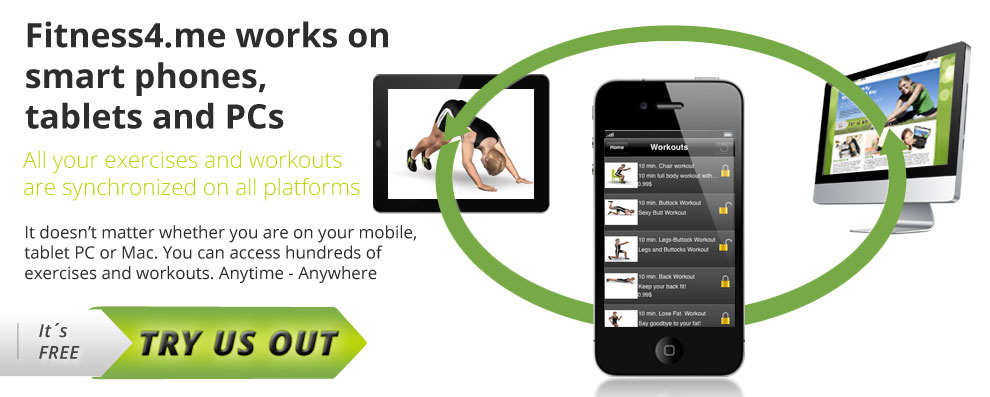 Fitness4.me works on
smart phones,
tablets and PCs
All your exercises and workouts
are synchronized on all platforms
It doesn’t matter whether you are on your mobile,
tablet PC or Mac. You can access hundreds of
exercises and workouts. Anytime - Anywhere
It´s
FREE
TRY US OUT
Home
Workouts
10 min. Chair workout
10 min full body workout with...
0.99$
10 min. Buttock Workout
Sexy Butt Workout
10 min. Legs-Buttock Workout
Legs and Buttocks Workout
10 min. Back Workout
Keep your back fit!
0.99$
10 min. Lose Fat Workout
Say goodbye to your fat!